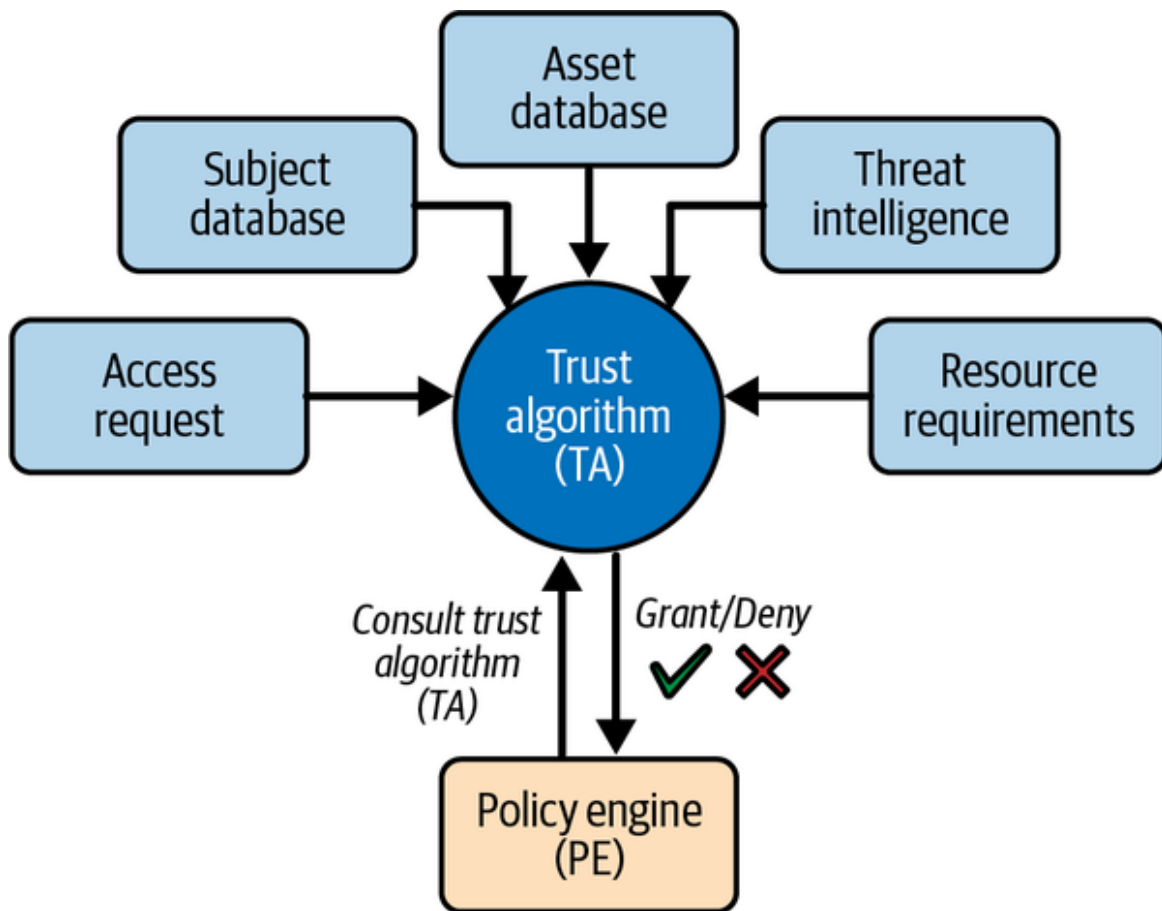 Asset
database
Subject
database
Threat
intelligence
Access
request
Trust
algorithm
(TA)
Resource
requirements
Consult trust
algorithm
(TA)
Grant/Deny
Policy engine
(PE)